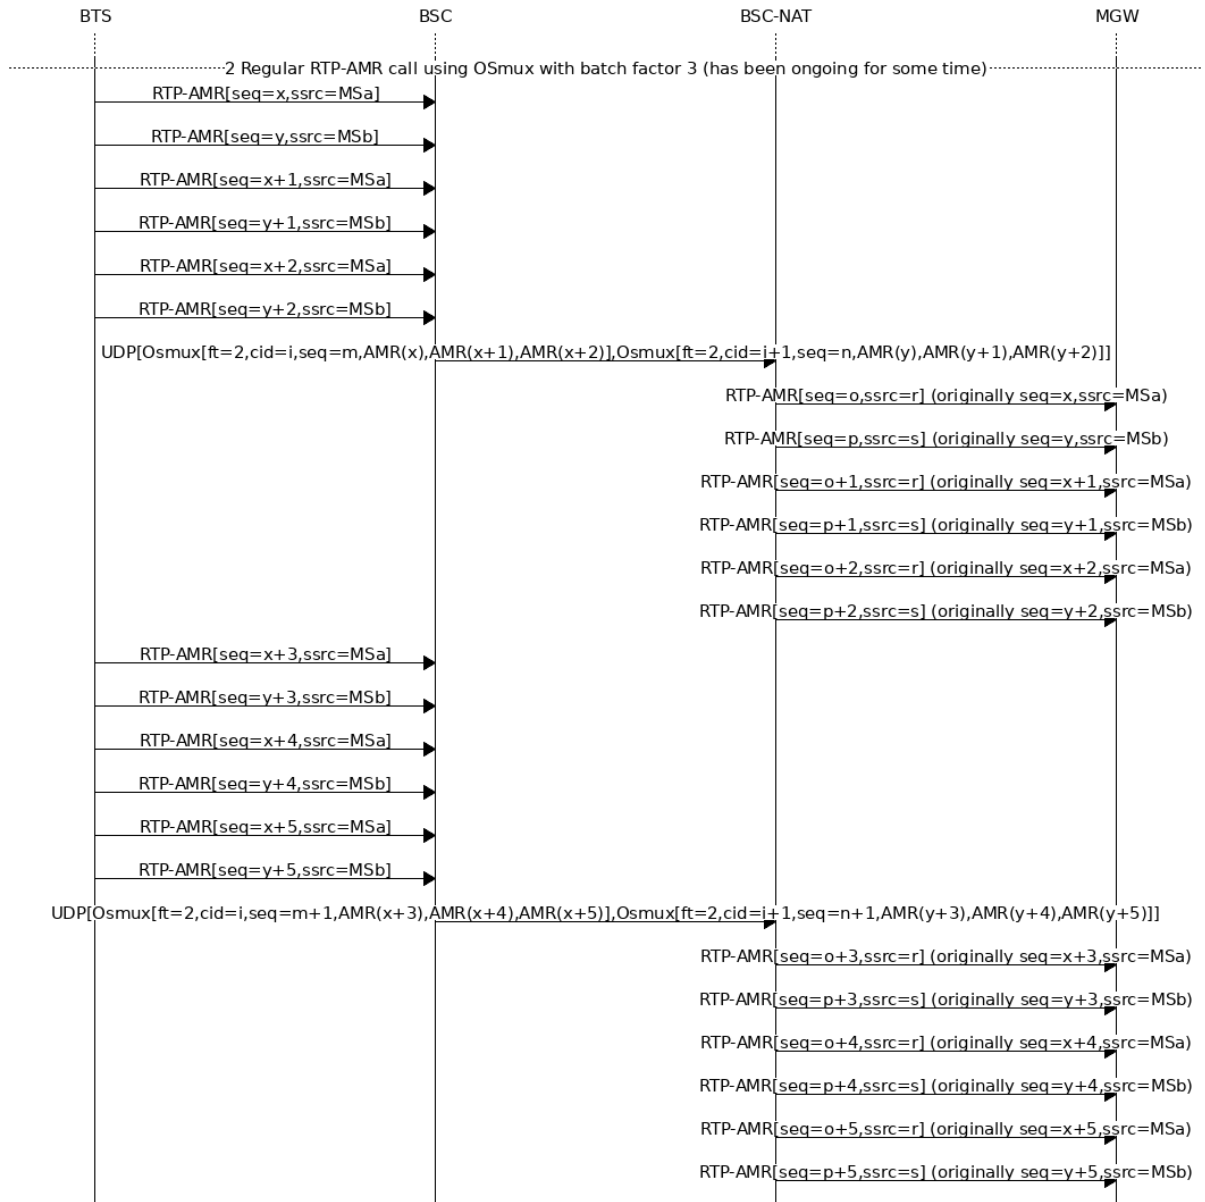 BTS BSC BSC-NAT MGW
2 Regular RTP-AMR call using OSmux with batch factor 3 (has been ongoing for some time)
RTP-AMR[seq=x,ssrc=MSa]
RTP-AMR[seq=y,ssrc=MSb]
RTP-AMR[seq=x+1,ssrc=MSa]
RTP-AMR[seq=y+1,ssrc=MSb]
RTP-AMR[seq=x+2,ssrc=MSa]
RTP-AMR[seq=y+2,ssrc=MSb]
UDP[Osmux[ft=2,cid=i,seq=m,AMR(x),AMR(x+1),AMR(x+2)],Osmux[ft=2,cid=i+1,seq=n,AMR(y),AMR(y+1),AMR(y+2)]]
RTP-AMR[seq=o,ssrc=r] (originally seq=x,ssrc=MSa)
RTP-AMR[seq=p,ssrc=s] (originally seq=y,ssrc=MSb)
RTP-AMR[seq=o+1,ssrc=r] (originally seq=x+1,ssrc=MSa)
RTP-AMR[seq=p+1,ssrc=s] (originally seq=y+1,ssrc=MSb)
RTP-AMR[seq=o+2,ssrc=r] (originally seq=x+2,ssrc=MSa)
RTP-AMR[seq=p+2,ssrc=s] (originally seq=y+2,ssrc=MSb)
RTP-AMR[seq=x+3,ssrc=MSa]
RTP-AMR[seq=y+3,ssrc=MSb]
RTP-AMR[seq=x+4,ssrc=MSa]
RTP-AMR[seq=y+4,ssrc=MSb]
RTP-AMR[seq=x+5,ssrc=MSa]
RTP-AMR[seq=y+5,ssrc=MSb]
UDP[Osmux[ft=2,cid=i,seq=m+1,AMR(x+3),AMR(x+4),AMR(x+5)],Osmux[ft=2,cid=i+1,seq=n+1,AMR(y+3),AMR(y+4),AMR(y+5)]]
RTP-AMR[seq=o+3,ssrc=r] (originally seq=x+3,ssrc=MSa)
RTP-AMR[seq=p+3,ssrc=s] (originally seq=y+3,ssrc=MSb)
RTP-AMR[seq=o+4,ssrc=r] (originally seq=x+4,ssrc=MSa)
RTP-AMR[seq=p+4,ssrc=s] (originally seq=y+4,ssrc=MSb)
RTP-AMR[seq=o+5,ssrc=r] (originally seq=x+5,ssrc=MSa)
RTP-AMR[seq=p+5,ssrc=s] (originally seq=y+5,ssrc=MSb)